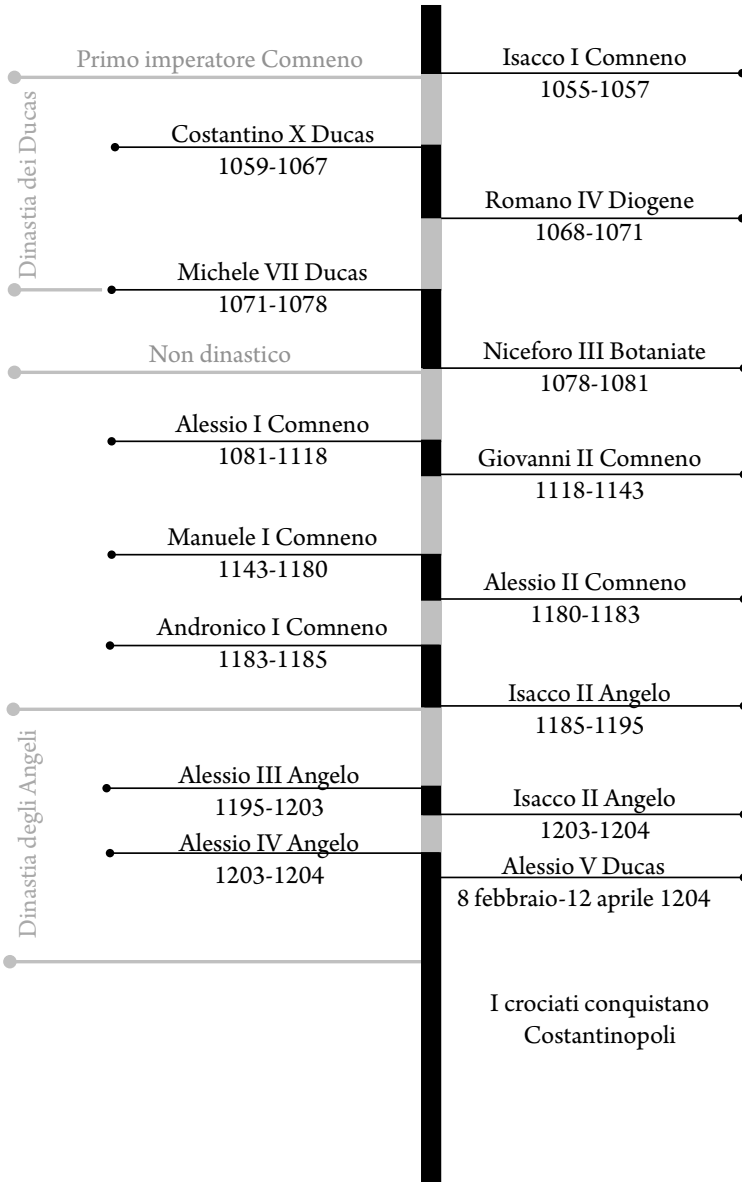 Primo imperatore Comneno
Isacco I Comneno
1055-1057
Dinastia dei Ducas
Costantino X Ducas
1059-1067
Romano IV Diogene
1068-1071
Michele VII Ducas
1071-1078
Non dinastico
Niceforo III Botaniate
1078-1081
Alessio I Comneno
1081-1118
Giovanni II Comneno
1118-1143
Manuele I Comneno
1143-1180
Alessio II Comneno
1180-1183
Andronico I Comneno
1183-1185
Isacco II Angelo
1185-1195
Dinastia degli Angeli
Alessio III Angelo
1195-1203
Isacco II Angelo
1203-1204
Alessio IV Angelo
1203-1204
Alessio V Ducas
8 febbraio-12 aprile 1204
I crociati conquistano
Costantinopoli